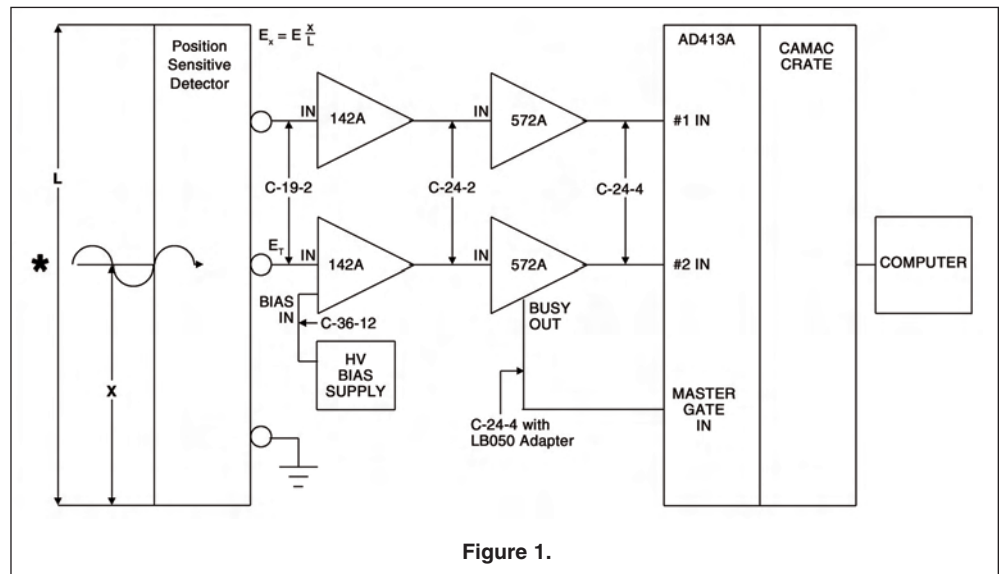 Position
Sensitive
Detector
Eₓ = E x/L
AD413A
CAMAC
CRATE
IN
142A
IN
572A
#1 IN
L
C-19-2
C-24-2
C-24-4
*
E_T
IN
142A
IN
572A
#2 IN
COMPUTER
BIAS
IN
C-36-12
BUSY
OUT
HV
BIAS
SUPPLY
X
MASTER
GATE
IN
C-24-4 with
LB050 Adapter
Figure 1.